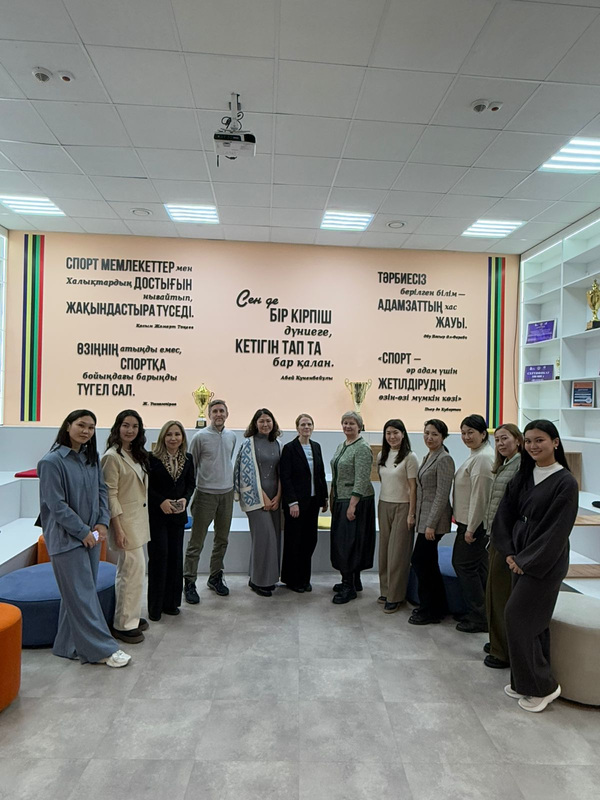 СПОРТ МЕМЛЕКЕТТЕР мен
Халықтардың ДОСТЫҒЫН
нығайтып,
ЖАҚЫНДАСТЫРА ТҮСЕДІ.
Қасым Жомарт Тоқаев
ӨЗІҢНІҢ атыңды емес,
СПОРТҚА
бойыңдағы барыңды
ТҮГЕЛ САЛ.
Сен де
БІР КІРПІШ
дүниеге,
КЕТІГІН ТАП ТА
бар қалан.
Абай Құнанбайұлы
ТӘРБИЕСІЗ
берілген білім —
АДАМЗАТТЫҢ хас
ЖАУЫ.
Әбу Насыр Әл-Фараби
«СПОРТ —
әр адам үшін
ЖЕТІЛДІРУДІҢ
өзін-өзі мүмкін көзі»
Пьер де Кубертен